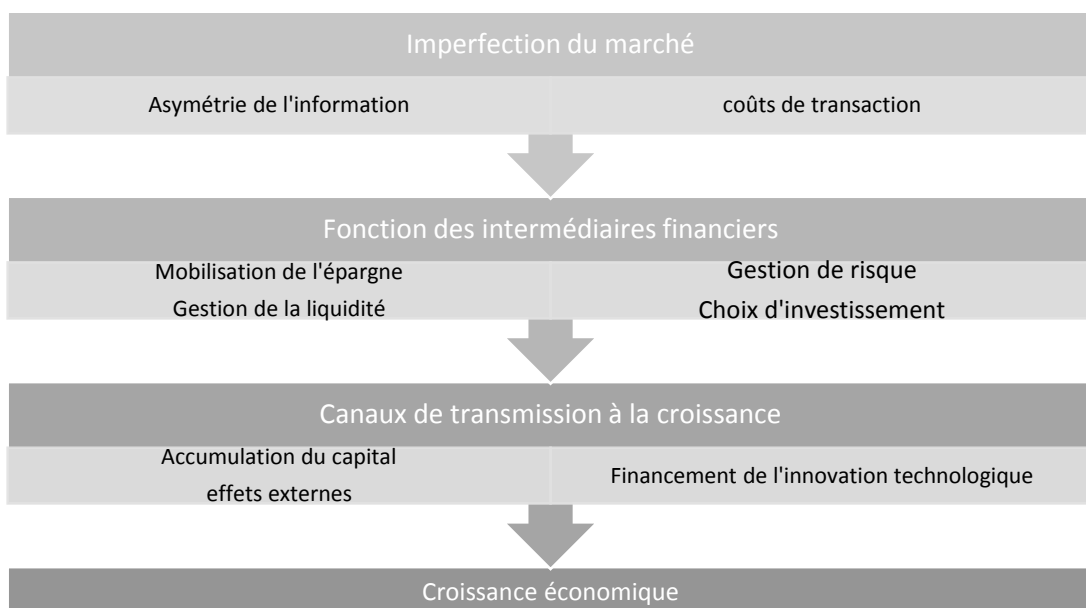 Imperfection du marché
Asymétrie de l'information
coûts de transaction
Fonction des intermédiaires financiers
Mobilisation de l'épargne
Gestion de la liquidité
Gestion de risque
Choix d'investissement
Canaux de transmission à la croissance
Accumulation du capital
effets externes
Financement de l'innovation technologique
Croissance économique